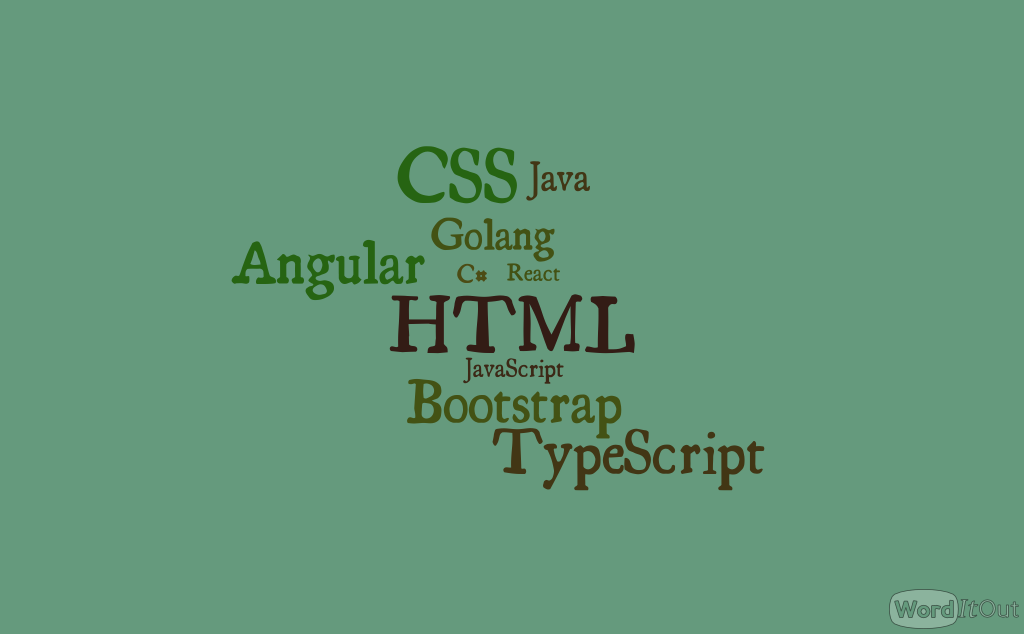 CSS Java
Golang
Angular
C# React
HTML
JavaScript
Bootstrap
TypeScript
WordItOut